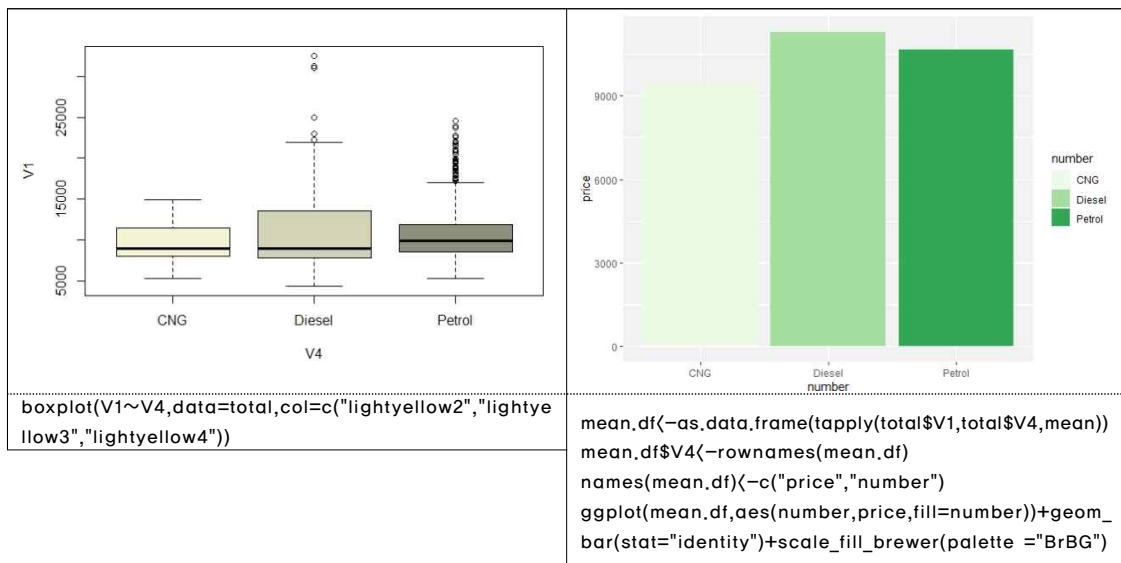 25000
15000
5000
V1
CNG
Diesel
Petrol
V4
boxplot(V1~V4,data=total,col=c("lightyellow2","lightye
llow3","lightyellow4"))
9000
6000
3000
0
price
CNG
Diesel
Petrol
number
number
CNG
Diesel
Petrol
mean.df<-as.data.frame(tapply(total$V1,total$V4,mean))
mean.df$V4<-rownames(mean.df)
names(mean.df)<-c("price","number")
ggplot(mean.df,aes(number,price,fill=number))+geom_
bar(stat="identity")+scale_fill_brewer(palette ="BrBG")